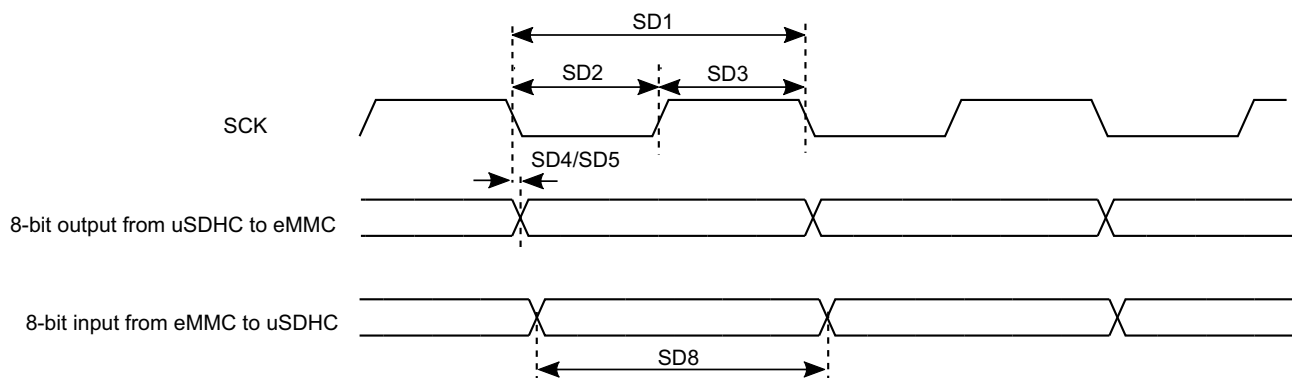 SD1
SD2
SD3
SCK
SD4/SD5
8-bit output from uSDHC to eMMC
8-bit input from eMMC to uSDHC
SD8